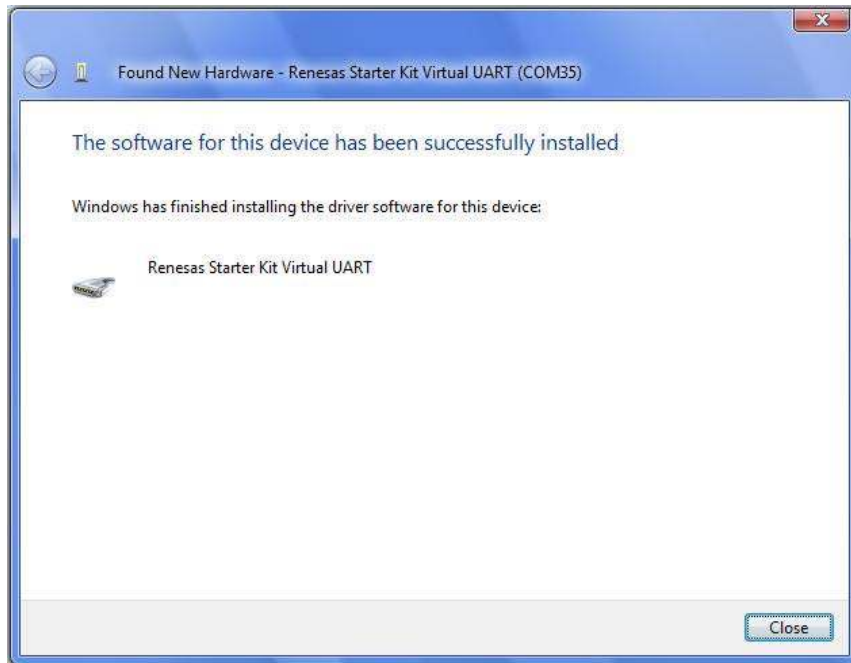 Found New Hardware - Renesas Starter Kit Virtual UART (COM35)
The software for this device has been successfully installed
Windows has finished installing the driver software for this device:
Renesas Starter Kit Virtual UART
Close